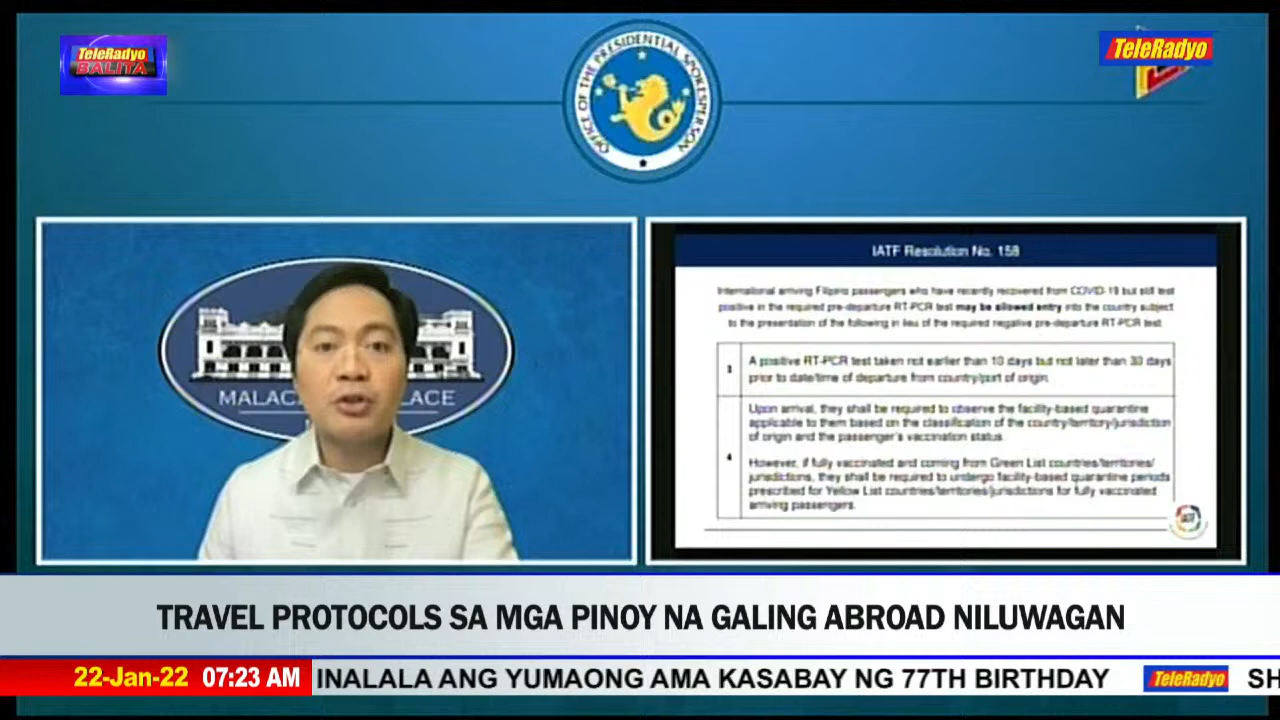 TeleRadyo
BALITA
OFFICE OF THE PRESIDENTIAL SPOKESPERSON
TeleRadyo
MALAC
LACE
IATF Resolution No. 158
International arriving Filipino passengers who have recently recovered from COVID-19 but still test
positive in the required pre-departure RT-PCR test may be allowed entry into the country subject
to the presentation of the following in lieu of the required negative pre-departure RT-PCR test:
A positive RT-PCR test taken not earlier than 10 days but not later than 30 days
prior to date/time of departure from country/port of origin.
4
Upon arrival, they shall be required to observe the facility-based quarantine
applicable to them based on the classification of the country/territory/jurisdiction
of origin and the passenger's vaccination status.
However, if fully vaccinated and coming from Green List countries/territories/
jurisdictions, they shall be required to undergo facility-based quarantine periods
prescribed for Yellow List countries/territories/jurisdictions for fully vaccinated
arriving passengers.
TRAVEL PROTOCOLS SA MGA PINOY NA GALING ABROAD NILUWAGAN
22-Jan-22 07:23 AM INALALA ANG YUMAONG AMA KASABAY NG 77TH BIRTHDAY TeleRadyo SH